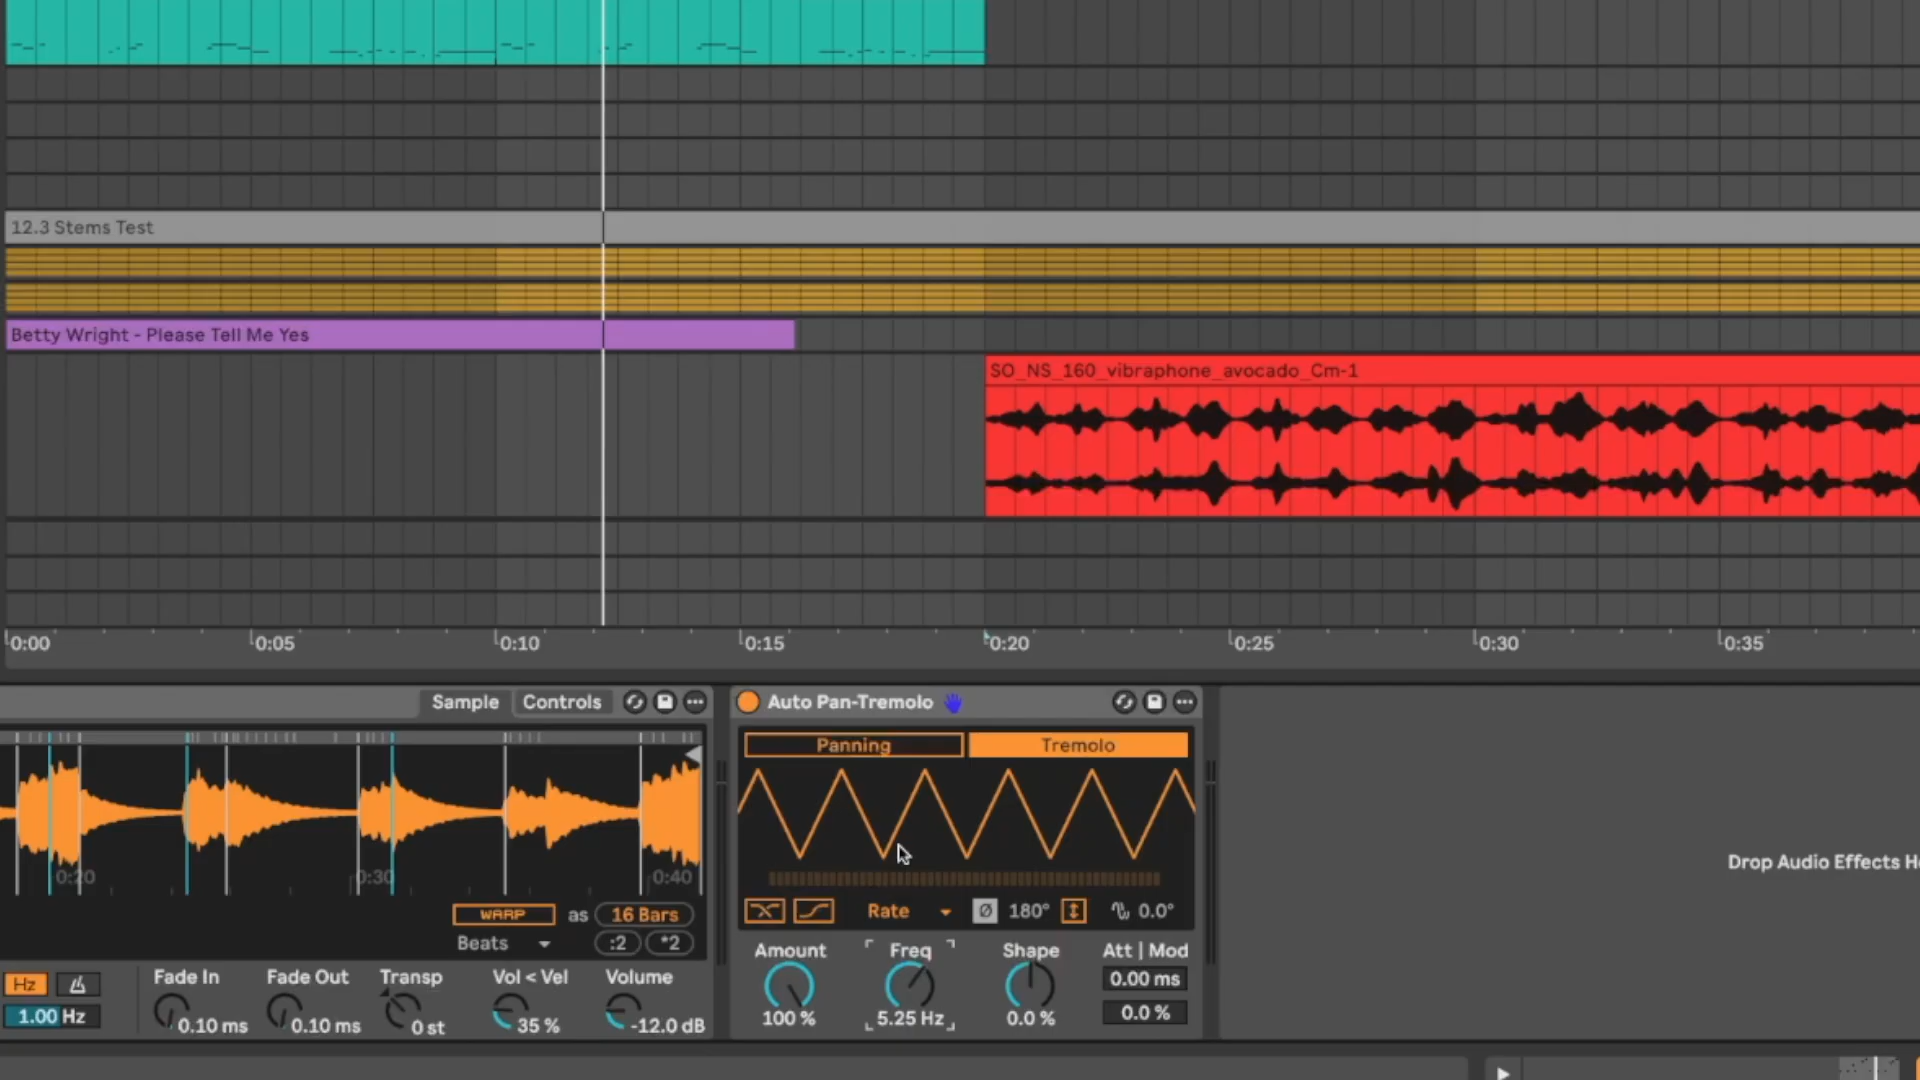 12.3 Stems Test
Betty Wright - Please Tell Me Yes
SO_NS_160_vibraphone_avocado_Cm-1
0:00 0:05 0:10 0:15 0:20 0:25 0:30 0:35
Sample Controls
0:20 0:30 0:40
WARP as 16 Bars
Beats :2 *2
Hz Fade In Fade Out Transp Vol < Vel Volume
1.00 Hz 0.10 ms 0.10 ms 0 st 35 % -12.0 dB
Auto Pan-Tremolo
Panning Tremolo
Rate Ø 180° 0.0°
Amount Freq Shape Att | Mod
0.00 ms
100 % 5.25 Hz 0.0 % 0.0 %
Drop Audio Effects